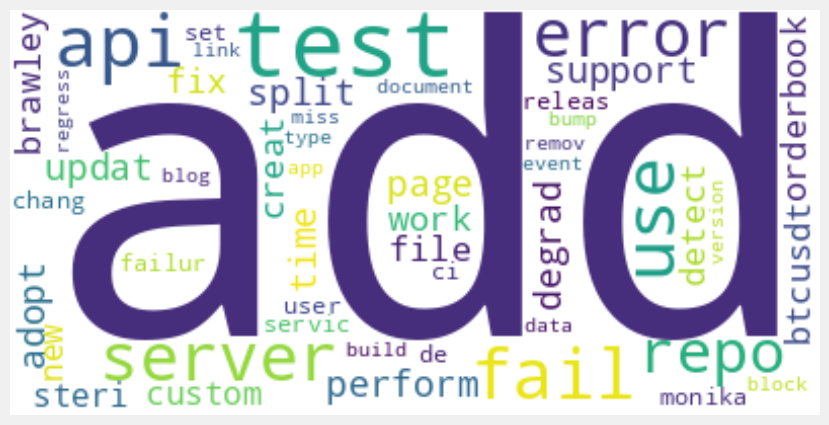 add
brawley
api
set
link
test
error
support
orderbook
regress
fix
split
document
releas
bump
miss
type
creat
app
remov
event
updat
blog
chang
page
work
file
ci
use
detect
version
degrad
btcusdt
failur
time
user
servic
data
adopt
new
server
build
de
fail
repo
steri
custom
perform
monika
block